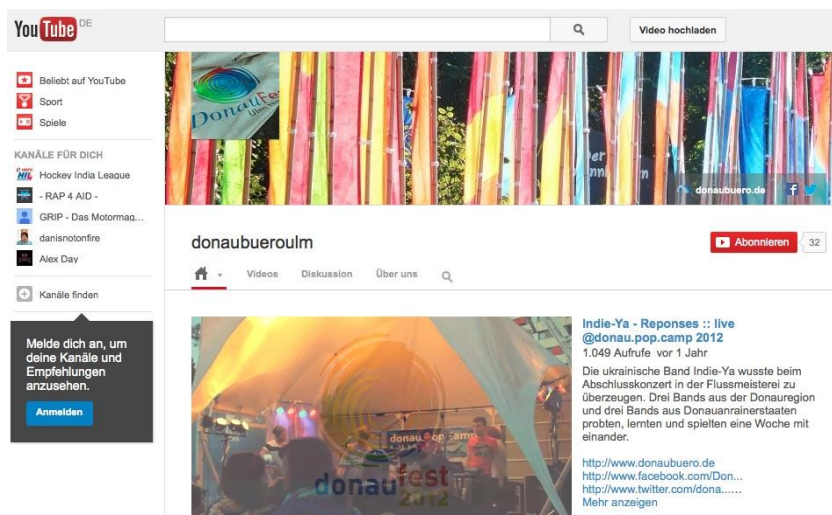 YouTube DE
Video hochladen
Beliebt auf YouTube
Sport
Spiele
KANÄLE FÜR DICH
Hockey India League
- RAP 4 AID -
GRIP - Das Motormag...
danisnotonfire
Alex Day
Kanäle finden
Melde dich an, um
deine Kanäle und
Empfehlungen
anzusehen.
Anmelden
DonauFest
Ulm
donaubuero.de
donaubueroulm
Abonnieren 32
Videos Diskussion Über uns
donau pop camp
donaufest
2012
Indie-Ya - Reponses :: live
@donau.pop.camp 2012
1.049 Aufrufe vor 1 Jahr
Die ukrainische Band Indie-Ya wusste beim
Abschlusskonzert in der Flussmeisterei zu
überzeugen. Drei Bands aus der Donauregion
und drei Bands aus Donauanrainerstaaten
probten, lernten und spielten eine Woche mit
einander.
http://www.donaubuero.de
http://www.facebook.com/Don...
http://www.twitter.com/dona......
Mehr anzeigen